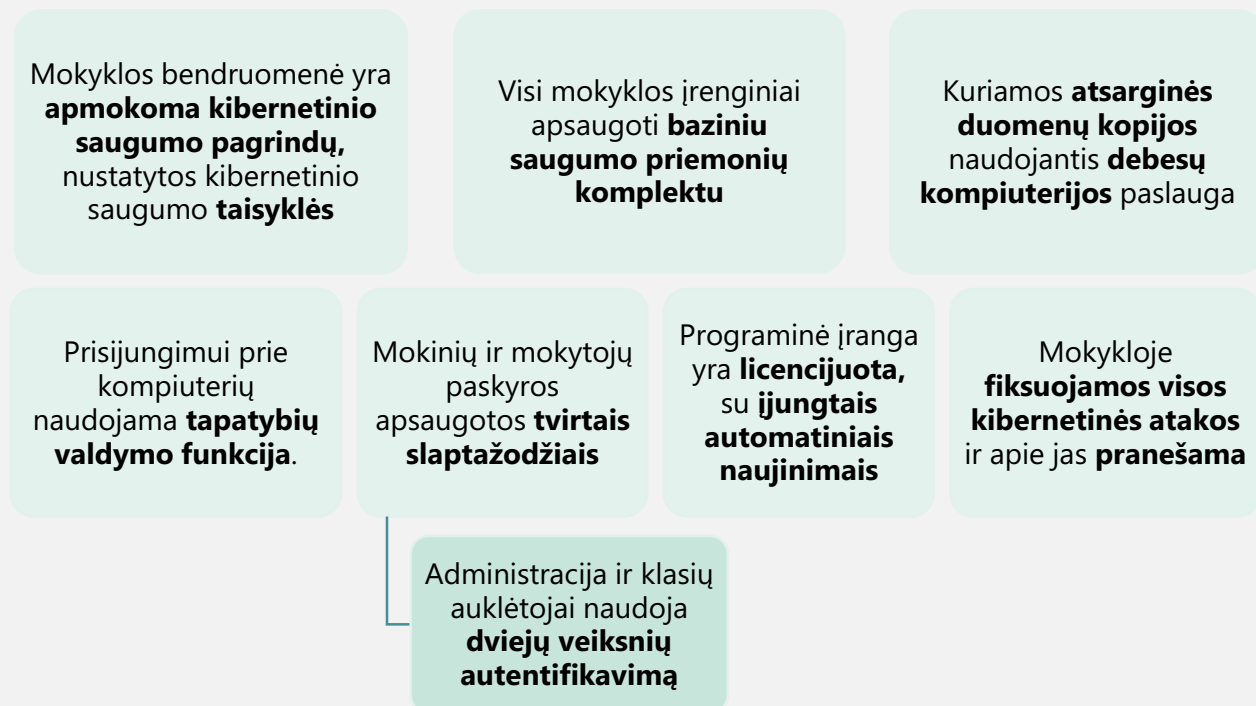 Mokyklos bendruomenė yra
apmokoma kibernetinio
saugumo pagrindų,
nustatytos kibernetinio
saugumo taisyklės
Visi mokyklos įrenginiai
apsaugoti baziniu
saugumo priemonių
komplektu
Kuriamos atsarginės
duomenų kopijos
naudojantis debesų
kompiuterijos paslauga
Prisijungimui prie
kompiuterių
naudojama tapatybių
valdymo funkcija.
Mokinių ir mokytojų
paskyros
apsaugotos tvirtais
slaptažodžiais
Programinė įranga
yra licencijuota,
su įjungtais
automatiniais
naujinimais
Mokykloje
fiksuojamos visos
kibernetinės atakos
ir apie jas pranešama
Administracija ir klasių
auklėtojai naudoja
dviejų veiksnių
autentifikavimą